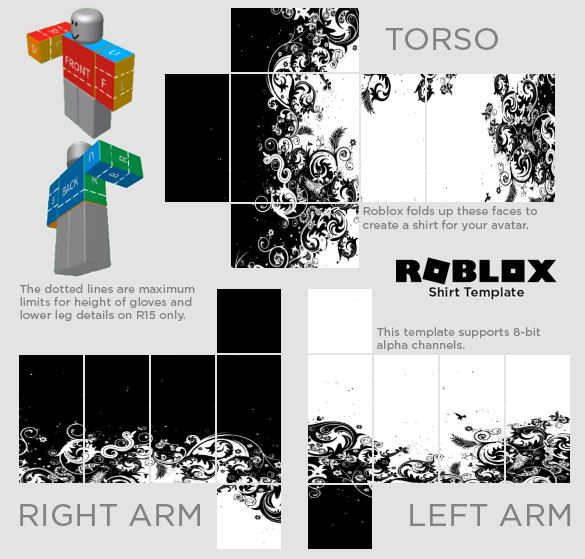 TORSO
FRONT
F
L
U
D
R
BACK
U
R
B
R
Roblox folds up these faces to
create a shirt for your avatar.
ROBLOX
Shirt Template
The dotted lines are maximum
limits for height of gloves and
lower leg details on R15 only.
This template supports 8-bit
alpha channels.
RIGHT ARM
LEFT ARM